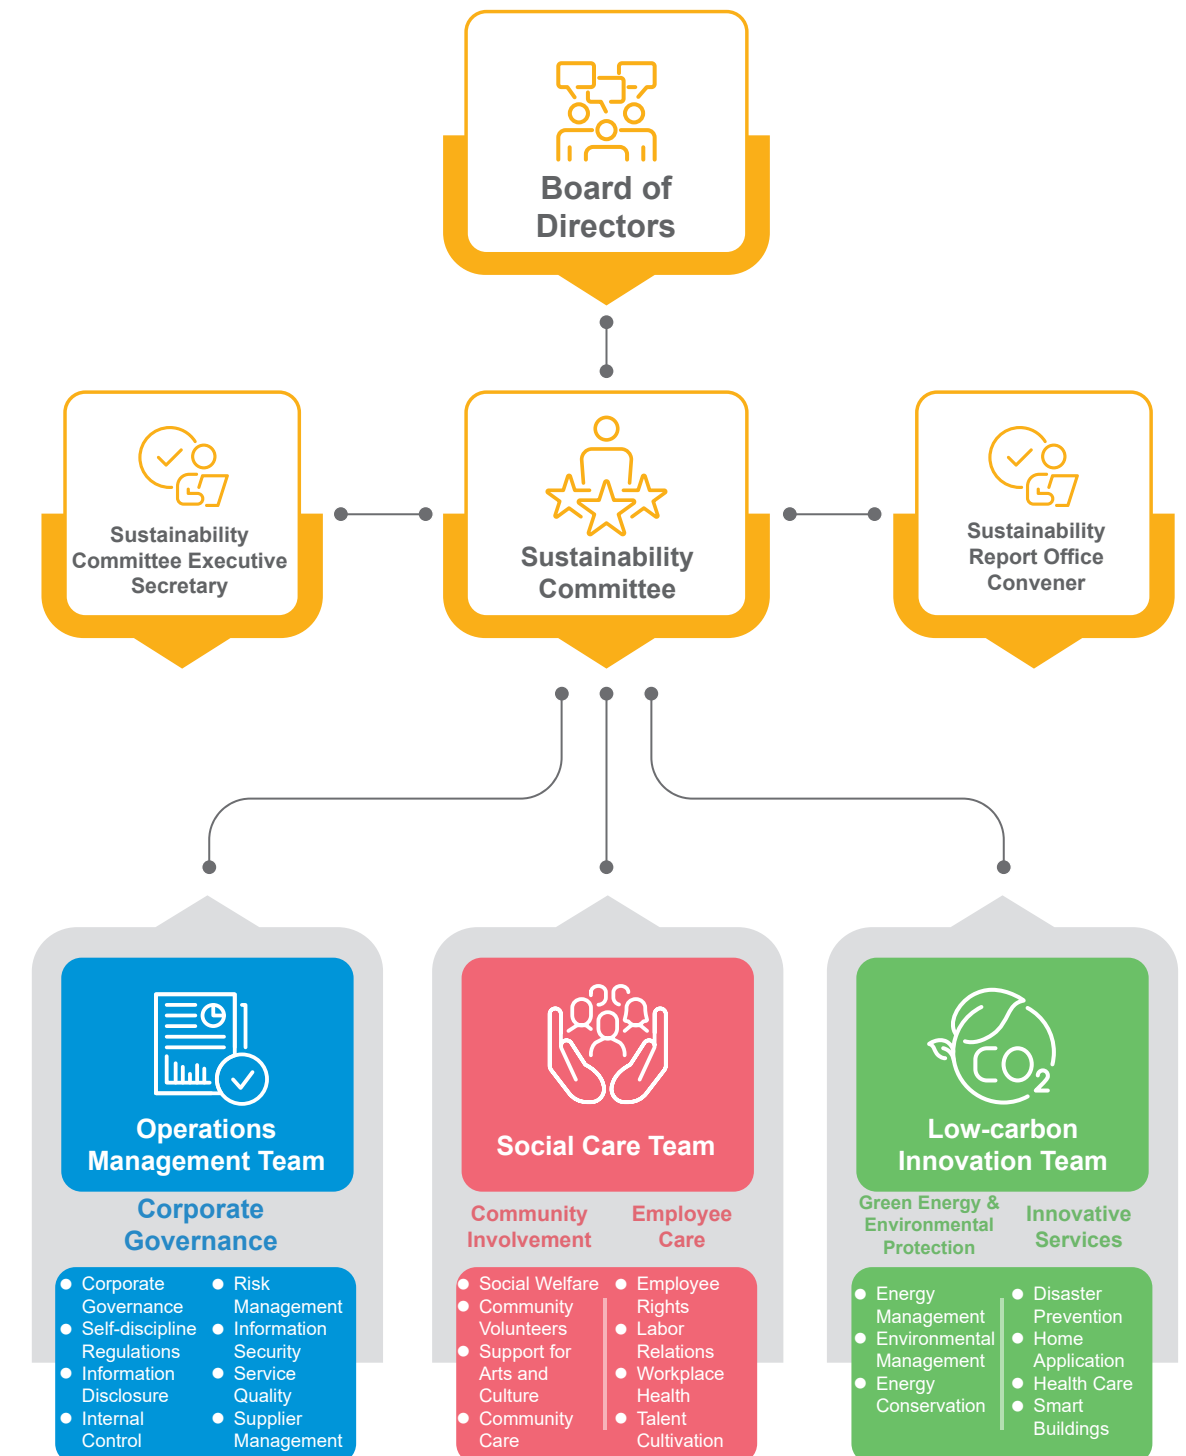 Board of
Directors
Sustainability
Committee Executive
Secretary
Sustainability
Committee
Sustainability
Report Office
Convener
Operations
Management Team
Corporate
Governance
Corporate
Governance
Self-discipline
Regulations
Information
Disclosure
Internal
Control
Risk
Management
Information
Security
Service
Quality
Supplier
Management
Social Care Team
Community
Involvement
Employee
Care
Social Welfare
Community
Volunteers
Support for
Arts and
Culture
Community
Care
Employee
Rights
Labor
Relations
Workplace
Health
Talent
Cultivation
CO2
Low-carbon
Innovation Team
Green Energy &
Environmental
Protection
Innovative
Services
Energy
Management
Environmental
Management
Energy
Conservation
Disaster
Prevention
Home
Application
Health Care
Smart
Buildings